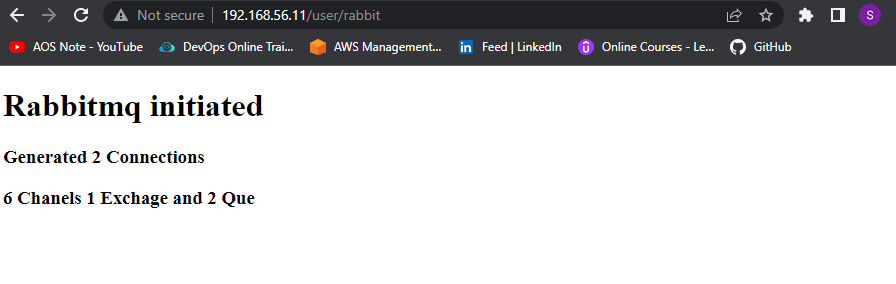 Not secure 192.168.56.11/user/rabbit S
AOS Note - YouTube DevOps Online Trai... AWS Management... Feed | LinkedIn Online Courses - Le... GitHub
Rabbitmq initiated
Generated 2 Connections
6 Chanels 1 Exchage and 2 Que